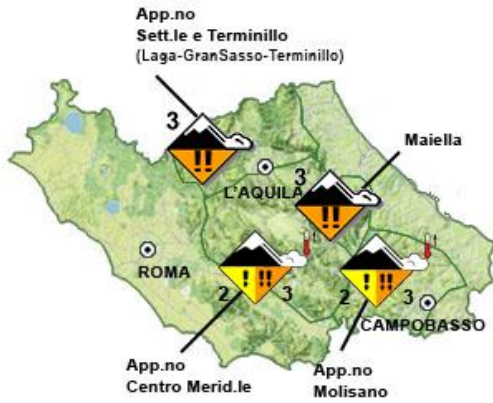 App.no
Sett.le e Terminillo
(Laga-GranSasso-Terminillo)
3
!!
Maiella
L'AQUILA
3
!!
ROMA
! !!
2 3
! !!
2 3
CAMPOBASSO
App.no
Centro Merid.le
App.no
Molisano